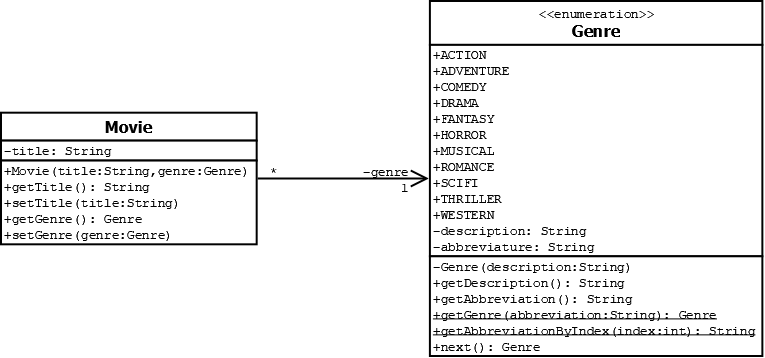 Movie
-title: String
+Movie(title:String,genre:Genre)
+getTitle(): String
+setTitle(title:String)
+getGenre(): Genre
+setGenre(genre:Genre)
*
-genre
1
<<enumeration>>
Genre
+ACTION
+ADVENTURE
+COMEDY
+DRAMA
+FANTASY
+HORROR
+MUSICAL
+ROMANCE
+SCIFI
+THRILLER
+WESTERN
-description: String
-abbreviature: String
-Genre(description:String)
+getDescription(): String
+getAbbreviation(): String
+getGenre(abbreviation:String): Genre
+getAbbreviationByIndex(index:int): String
+next(): Genre